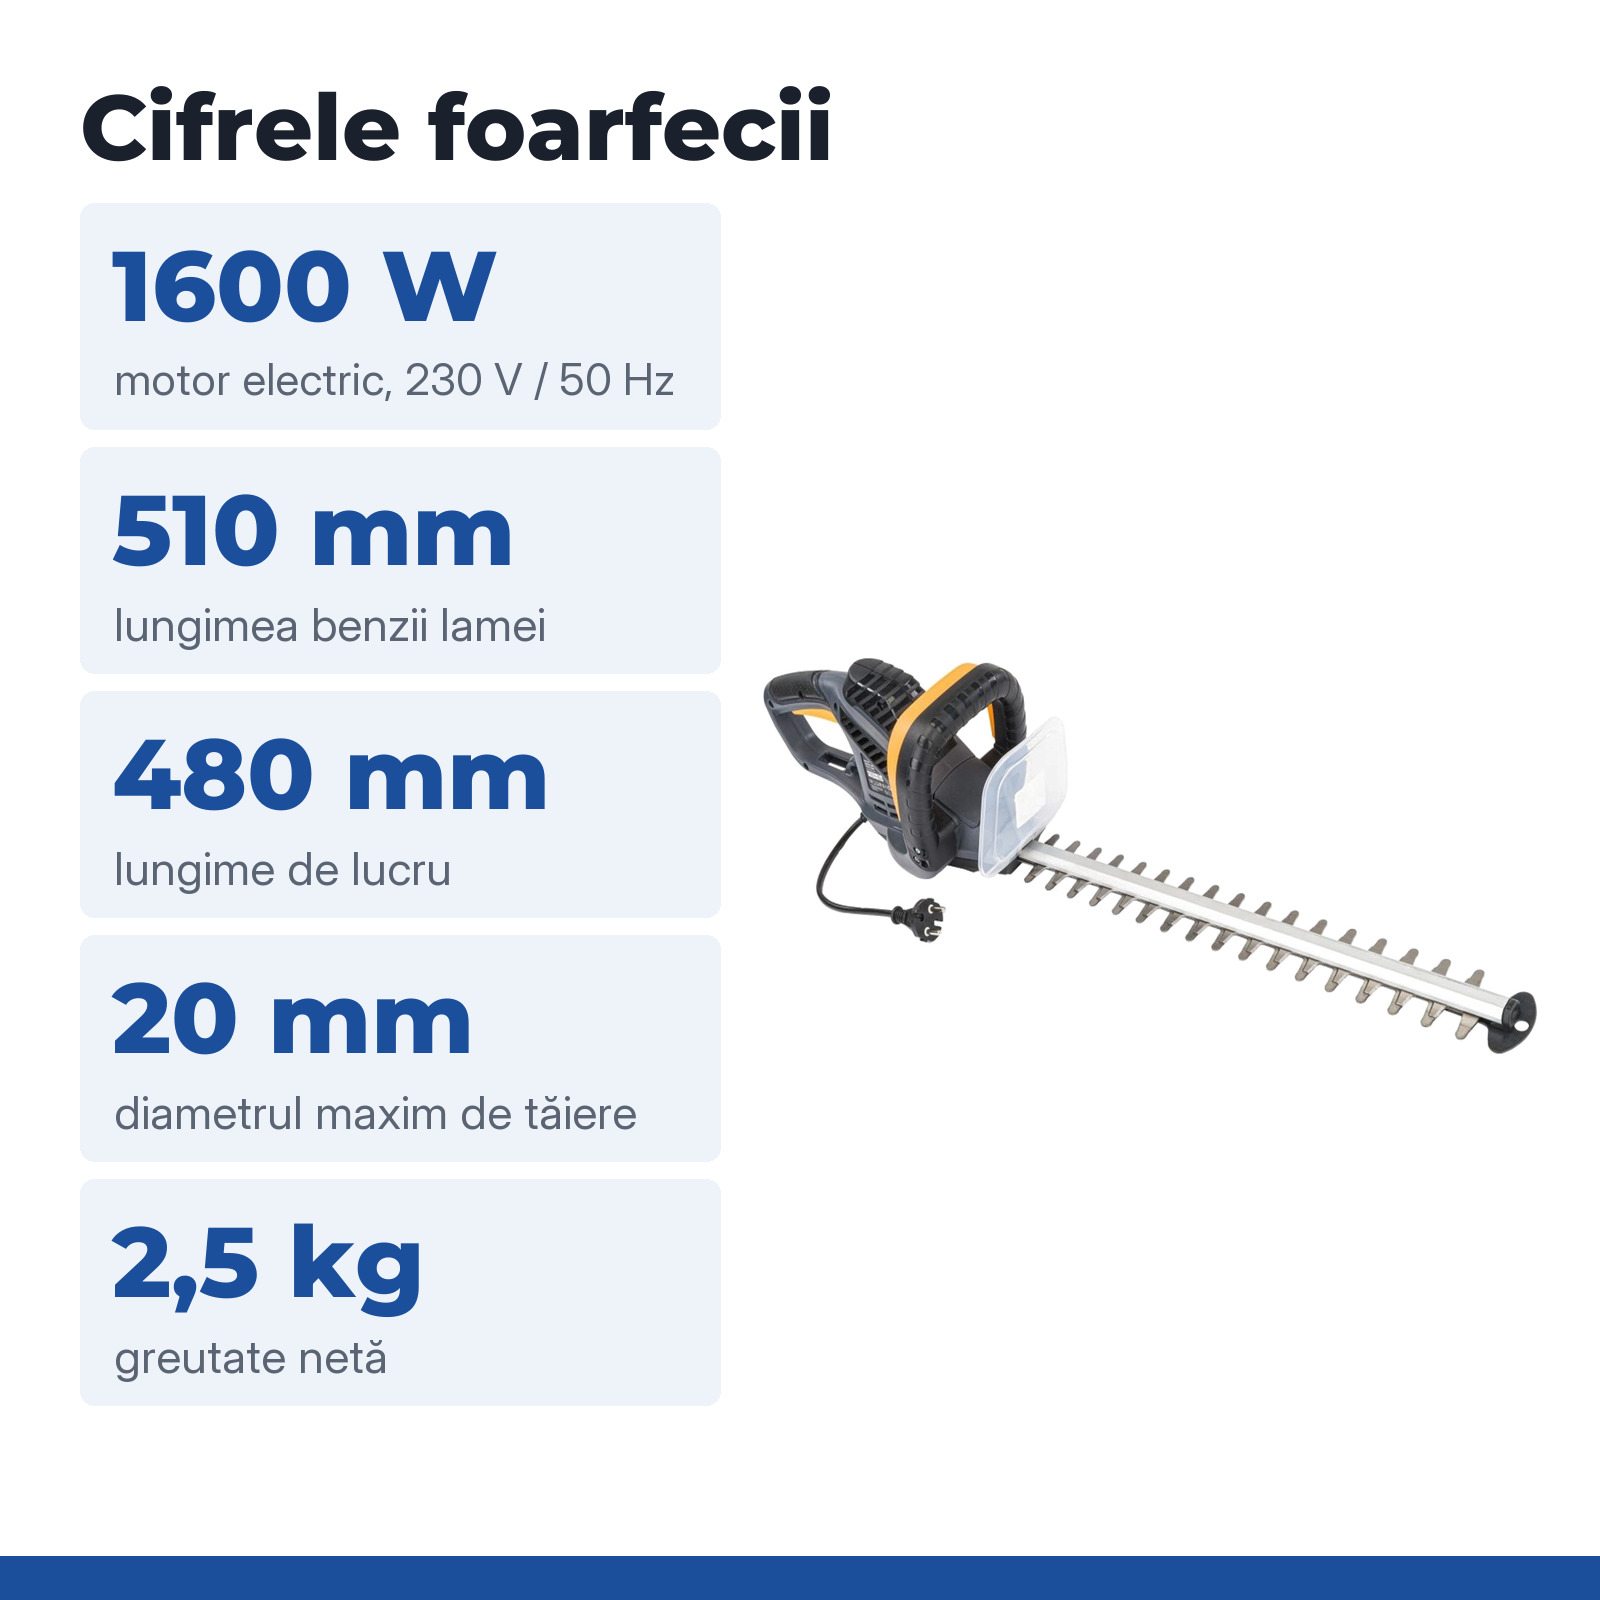 Cifrele foarfecii
1600 W
motor electric, 230 V / 50 Hz
510 mm
lungimea benzii lamei
480 mm
lungime de lucru
20 mm
diametrul maxim de tăiere
2,5 kg
greutate netă